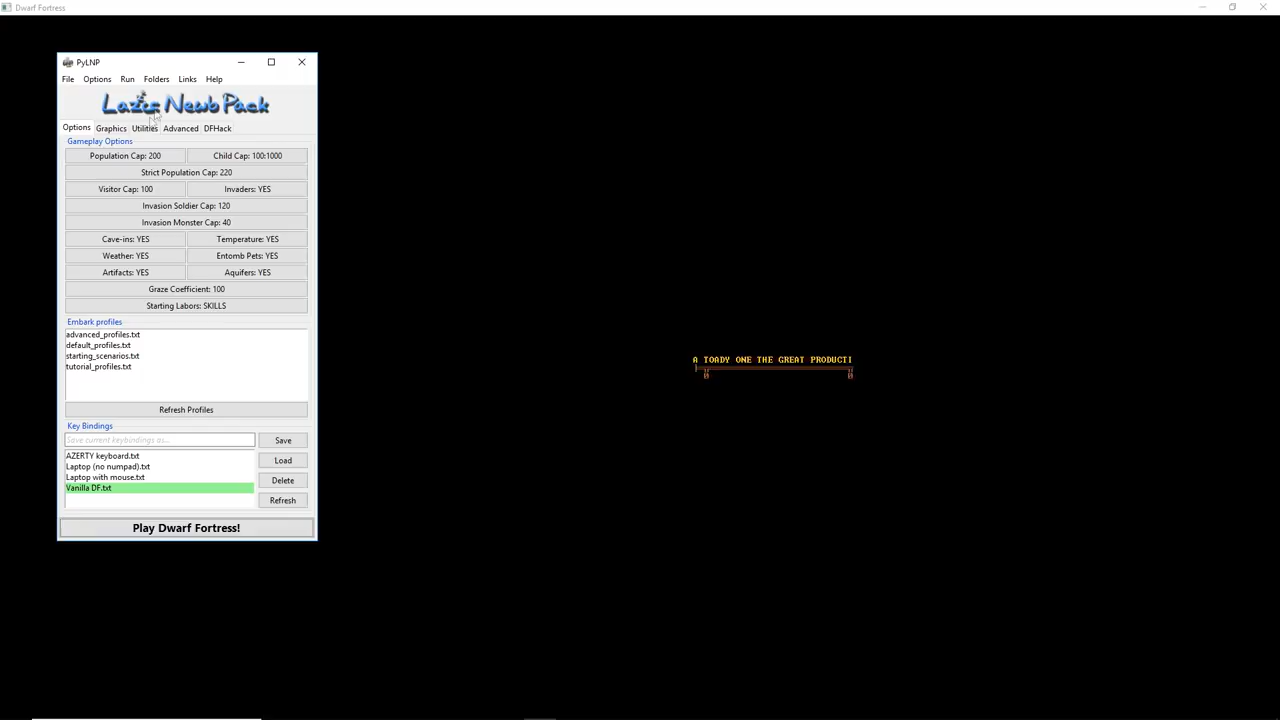 Dwarf Fortress
PyLNP
File Options Run Folders Links Help
Lazy Newb Pack
Options Graphics Utilities Advanced DFHack
Gameplay Options
Population Cap: 200 Child Cap: 100:1000
Strict Population Cap: 220
Visitor Cap: 100 Invaders: YES
Invasion Soldier Cap: 120
Invasion Monster Cap: 40
Cave-ins: YES Temperature: YES
Weather: YES Entomb Pets: YES
Artifacts: YES Aquifers: YES
Graze Coefficient: 100
Starting Labors: SKILLS
Embark profiles
advanced_profiles.txt
default_profiles.txt
starting_scenarios.txt
tutorial_profiles.txt
Refresh Profiles
Key Bindings
Save current keybindings as... Save
AZERTY keyboard.txt
Laptop (no numpad).txt
Laptop with mouse.txt
Vanilla DF.txt
Load
Delete
Refresh
Play Dwarf Fortress!
A TOADY ONE THE GREAT PRODUCTI